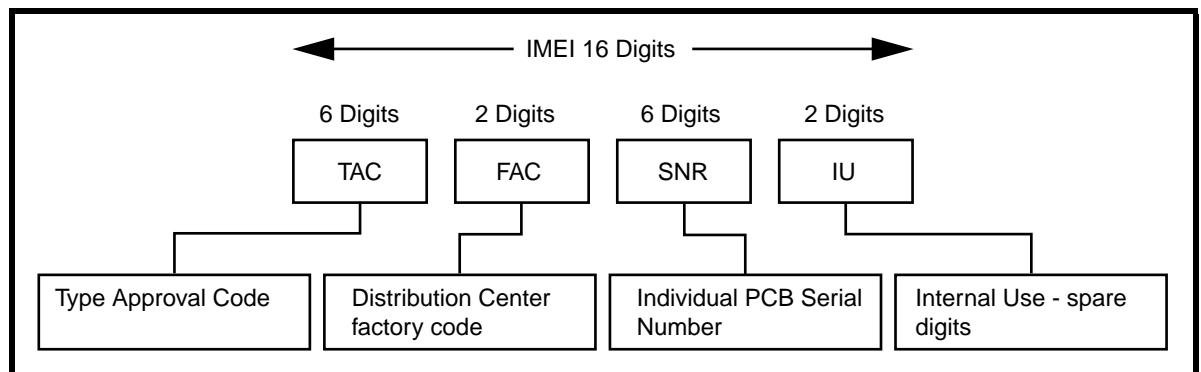 IMEI 16 Digits
6 Digits 2 Digits 6 Digits 2 Digits
TAC FAC SNR IU
Type Approval Code
Distribution Center
factory code
Individual PCB Serial
Number
Internal Use - spare
digits